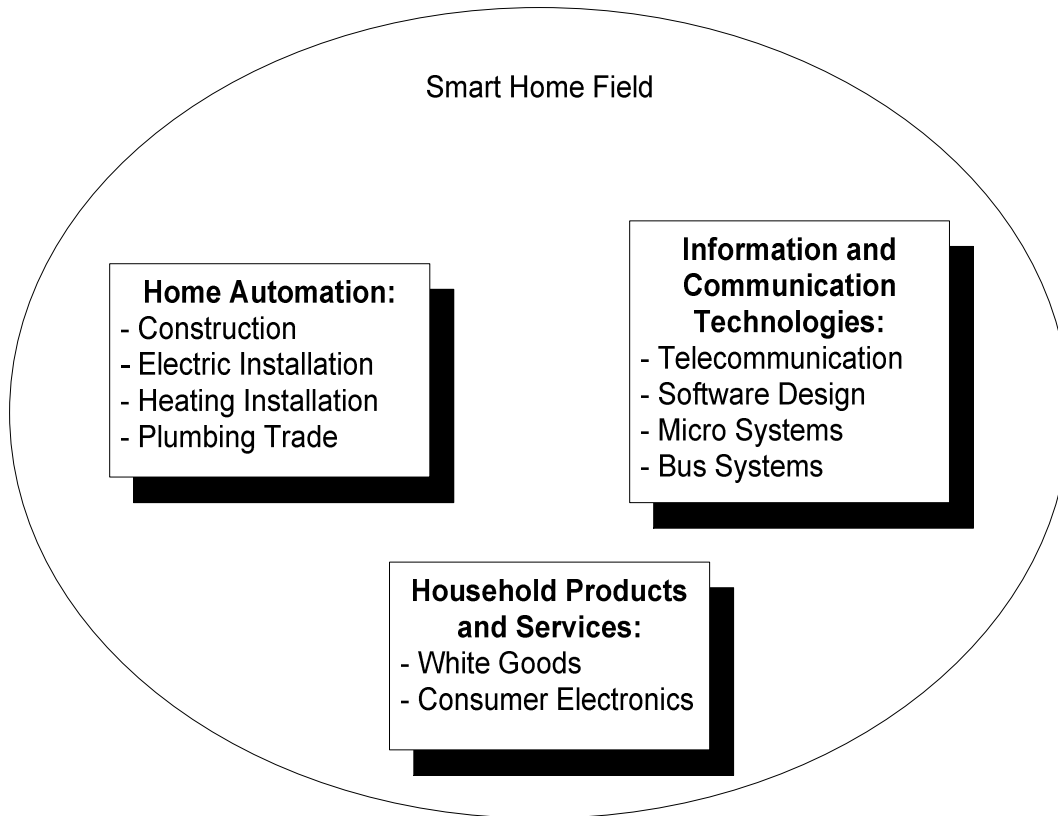 Smart Home Field
Home Automation:
- Construction
- Electric Installation
- Heating Installation
- Plumbing Trade
Information and
Communication
Technologies:
- Telecommunication
- Software Design
- Micro Systems
- Bus Systems
Household Products
and Services:
- White Goods
- Consumer Electronics